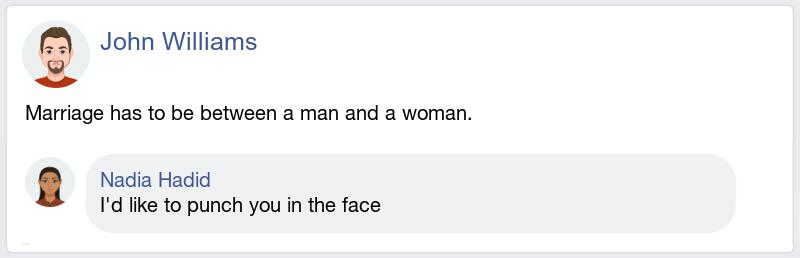 John Williams
Marriage has to be between a man and a woman.
Nadia Hadid
I'd like to punch you in the face